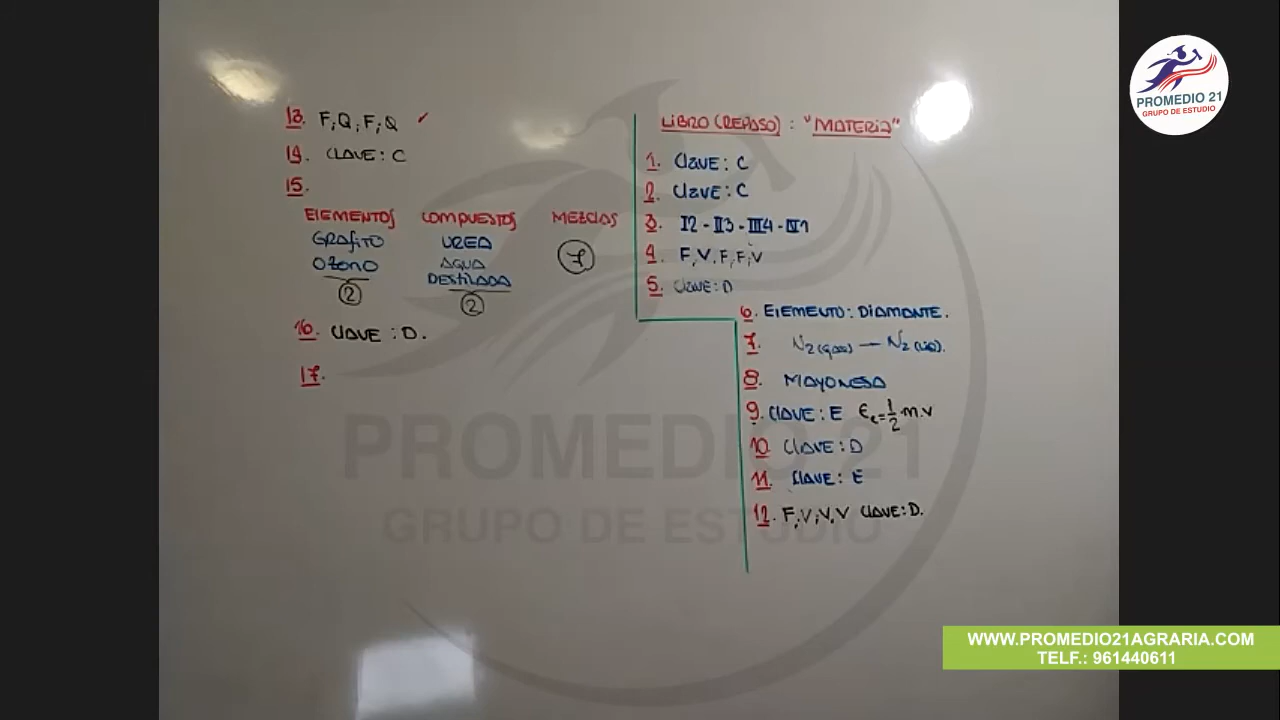 13. F, Q, F, Q
14. CLAVE: C
15.
ELEMENTOS COMPUESTOS MEZCLAS
GRAFITO UREA 7
OZONO AGUA
DESTILADA
2 2
16. CLAVE: D.
17.
LIBRO (REPASO): "MATERIA"
1. CLAVE: C
2. CLAVE: C
3. I2 - II3 - III4 - IV1
4. F, V, F, F, V
5. CLAVE: D
6. ELEMENTO: DIAMANTE.
7. N2(gas) — N2(Liq).
8. MAYONESA
9. CLAVE: E Ec=1/2 m.v
10. CLAVE: D
11. CLAVE: E
12. F, V, V, V CLAVE: D.
PROMEDIO 21
GRUPO DE ESTUDIO
PROMEDIO 21
GRUPO DE ESTUDIO
WWW.PROMEDIO21AGRARIA.COM
TELF.: 961440611